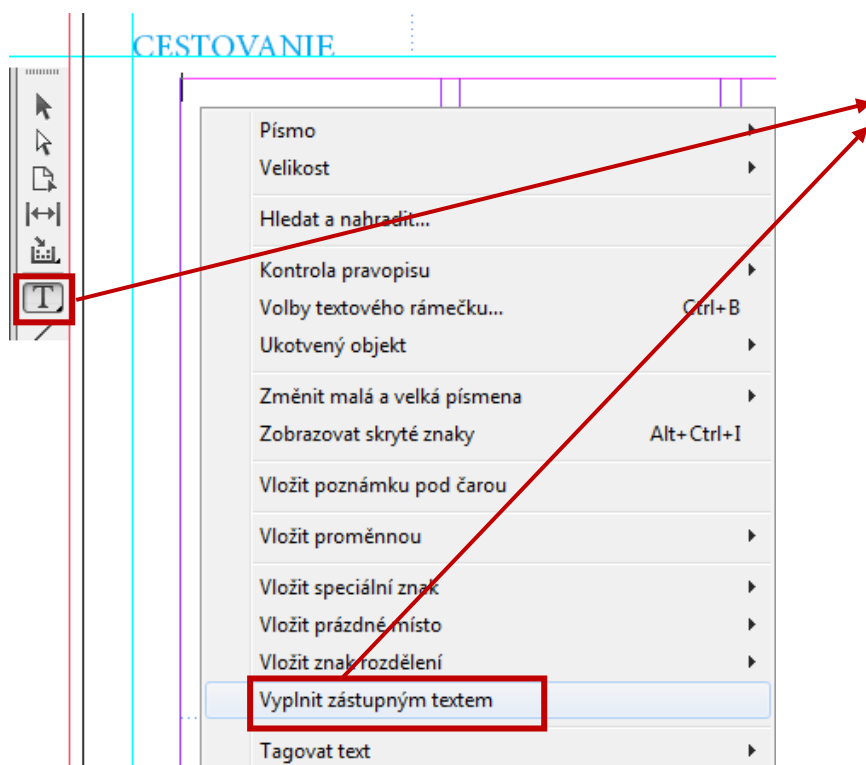 CESTOVANIE
Písmo
Velikost
Hledat a nahradit...
Kontrola pravopisu
Volby textového rámečku... Ctrl+B
Ukotvený objekt
Změnit malá a velká písmena
Zobrazovat skryté znaky Alt+Ctrl+I
Vložit poznámku pod čarou
Vložit proměnnou
Vložit speciální znak
Vložit prázdné místo
Vložit znak rozdělení
Vyplnit zástupným textem
Tagovat text
T